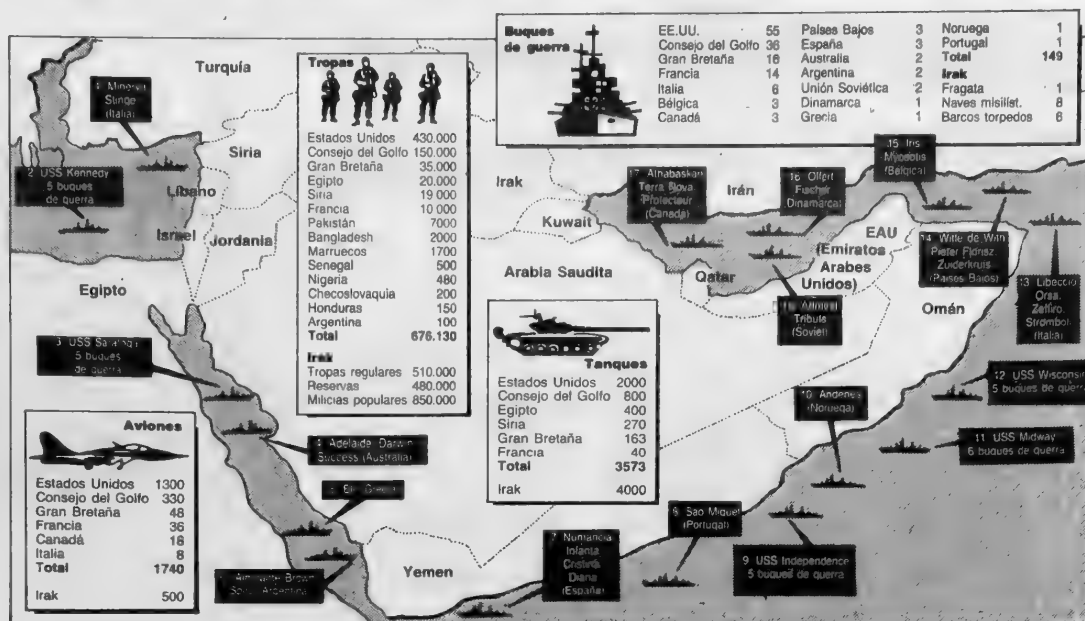 Buques de guerra
EE.UU. 55
Consejo del Golfo 36
Gran Bretaña 16
Francia 14
Italia 6
Bélgica 3
Canadá 3
Países Bajos 3
España 3
Australia 2
Argentina 2
Unión Soviética 2
Dinamarca 1
Grecia 1
Noruega 1
Portugal 1
Total 149
Irak
Fragata 1
Naves misilíst. 8
Barcos torpedos 6
Tropas
Estados Unidos 430.000
Consejo del Golfo 150.000
Gran Bretaña 35.000
Egipto 20.000
Siria 19 000
Francia 10 000
Pakistán 7000
Bangladesh 2000
Marruecos 1700
Senegal 500
Nigeria 480
Checoslovaquia 200
Honduras 150
Argentina 100
Total 676.130
Irak
Tropas regulares 510.000
Reservas 480.000
Milicias populares 850.000
Tanques
Estados Unidos 2000
Consejo del Golfo 800
Egipto 400
Siria 270
Gran Bretaña 163
Francia 40
Total 3573
Irak 4000
Aviones
Estados Unidos 1300
Consejo del Golfo 330
Gran Bretaña 48
Francia 36
Canadá 18
Italia 8
Total 1740
Irak 500
Turquía
Siria
Líbano
Israel
Jordania
Egipto
Irak
Kuwait
Irán
Arabia Saudita
Qatar
EAU
(Emiratos
Arabes
Unidos)
Omán
Yemen
(Italia)
2 USS Kennedy
5 buques
de guerra
3 USS
5 buques
de guerra
4 Adelaide Darwin
Success (Australia)
Argentina
7 Numancia
Infanta
Cristina
Diana
(España)
8 Sao Miguel
(Portugal)
9 USS Independence
5 buques de guerra
10 Andenes
(Noruega)
11 USS Midway
6 buques de guerra
12 USS Wisconsin
5 buques de guerra
13 Libeccio
Orsa
Zeffiro
(Italia)
14 Witte de With
Zuiderkruis
(Paises Bajos)
15 Iris
(Bélgica)
Tributs
(Soviet)
Terra Nova
Protecteur
(Canadá)
18 Olfert
Fischer
Dinamarca)